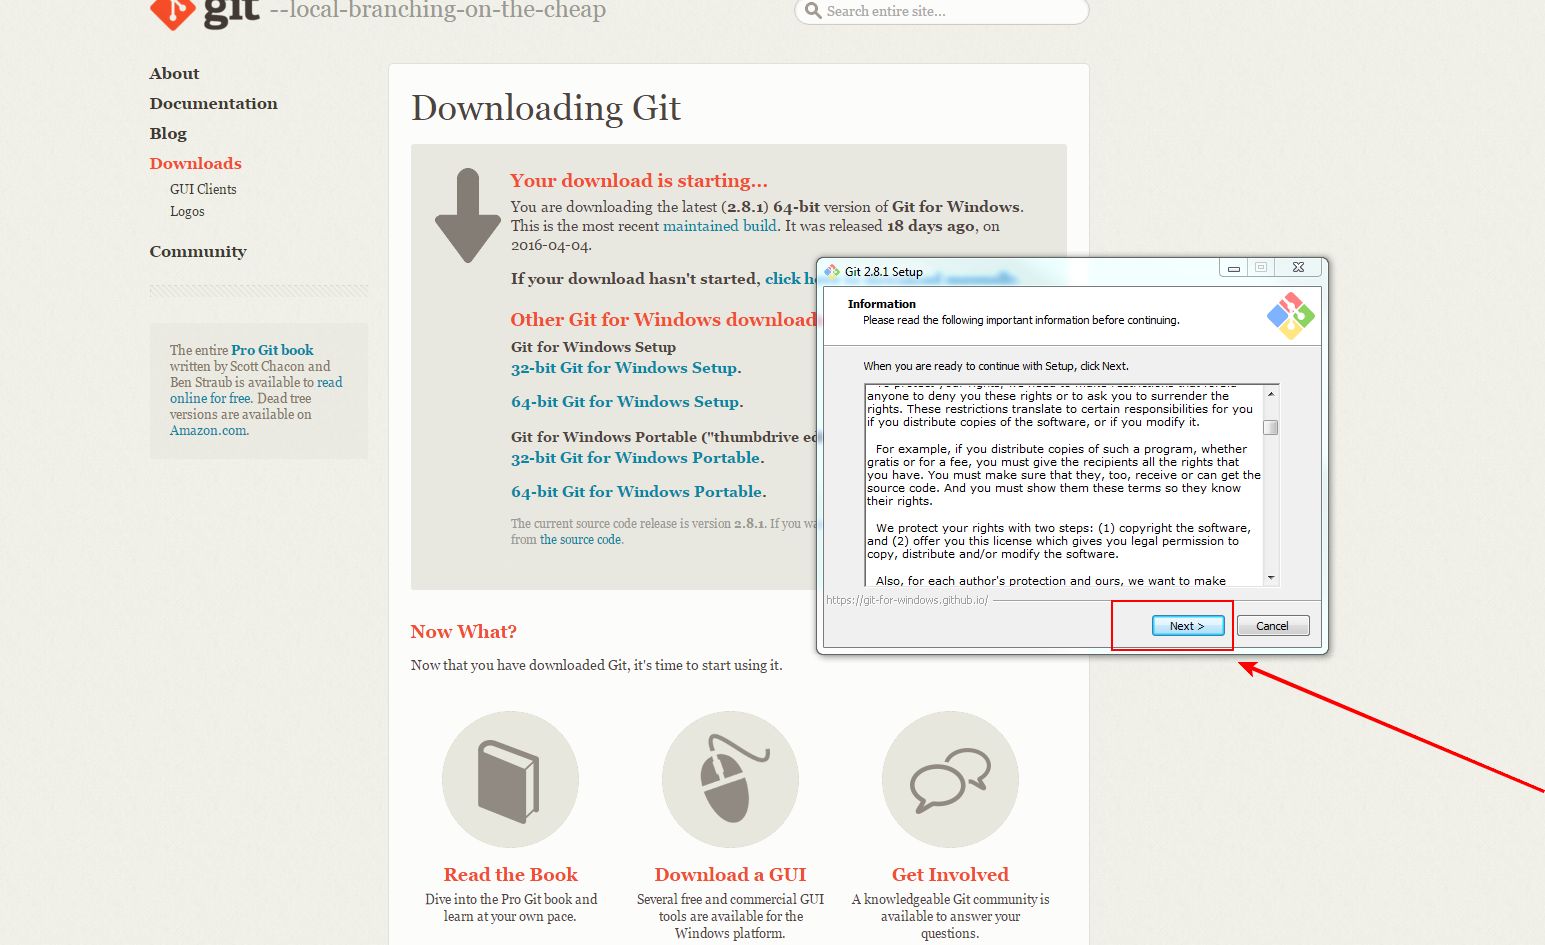 git --local-branching-on-the-cheap
Search entire site...
About
Documentation
Blog
Downloads
GUI Clients
Logos
Community
The entire Pro Git book
written by Scott Chacon and
Ben Straub is available to read
online for free. Dead tree
versions are available on
Amazon.com.
Downloading Git
Your download is starting...
You are downloading the latest (2.8.1) 64-bit version of Git for Windows.
This is the most recent maintained build. It was released 18 days ago, on
2016-04-04.
If your download hasn't started, click
Other Git for Windows download
Git for Windows Setup
32-bit Git for Windows Setup.
64-bit Git for Windows Setup.
Git for Windows Portable ("thumbdrive ed
32-bit Git for Windows Portable.
64-bit Git for Windows Portable.
The current source code release is version 2.8.1. If you wa
from the source code.
Now What?
Now that you have downloaded Git, it's time to start using it.
Read the Book
Dive into the Pro Git book and
learn at your own pace.
Download a GUI
Several free and commercial GUI
tools are available for the
Windows platform.
Get Involved
A knowledgeable Git community is
available to answer your
questions.
Git 2.8.1 Setup
Information
Please read the following important information before continuing.
When you are ready to continue with Setup, click Next.
To protect your rights, we need to make restrictions that forbid
anyone to deny you these rights or to ask you to surrender the
rights. These restrictions translate to certain responsibilities for you
if you distribute copies of the software, or if you modify it.
For example, if you distribute copies of such a program, whether
gratis or for a fee, you must give the recipients all the rights that
you have. You must make sure that they, too, receive or can get the
source code. And you must show them these terms so they know
their rights.
We protect your rights with two steps: (1) copyright the software,
and (2) offer you this license which gives you legal permission to
copy, distribute and/or modify the software.
Also, for each author's protection and ours, we want to make
https://git-for-windows.github.io/
Next >
Cancel